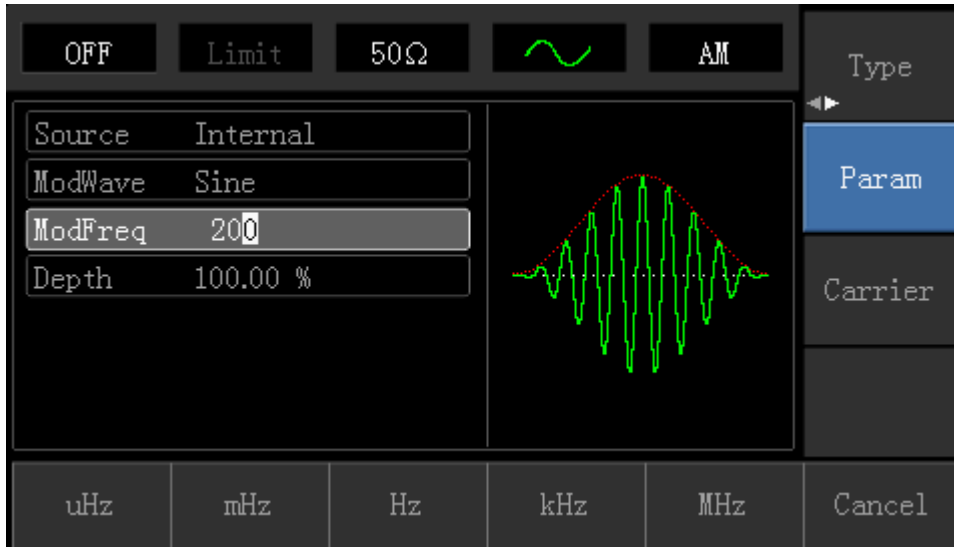 OFF Limit 50Ω AM Type
Source Internal
ModWave Sine
Param
ModFreq 200
Depth 100.00 %
Carrier
uHz mHz Hz kHz MHz Cancel